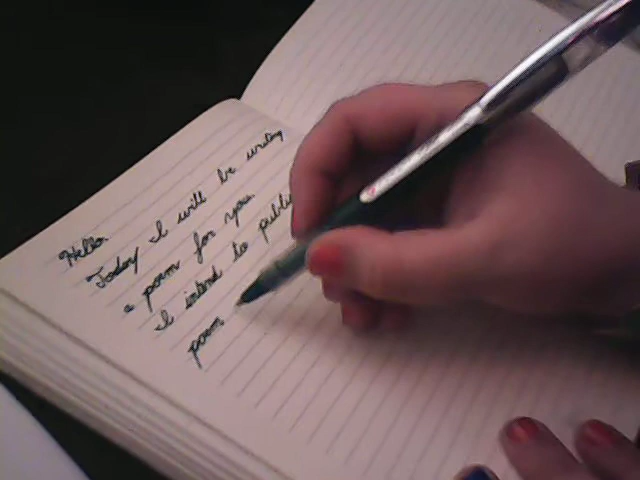 Hello
Today I will be writing
a poem for you
I intend to
poem